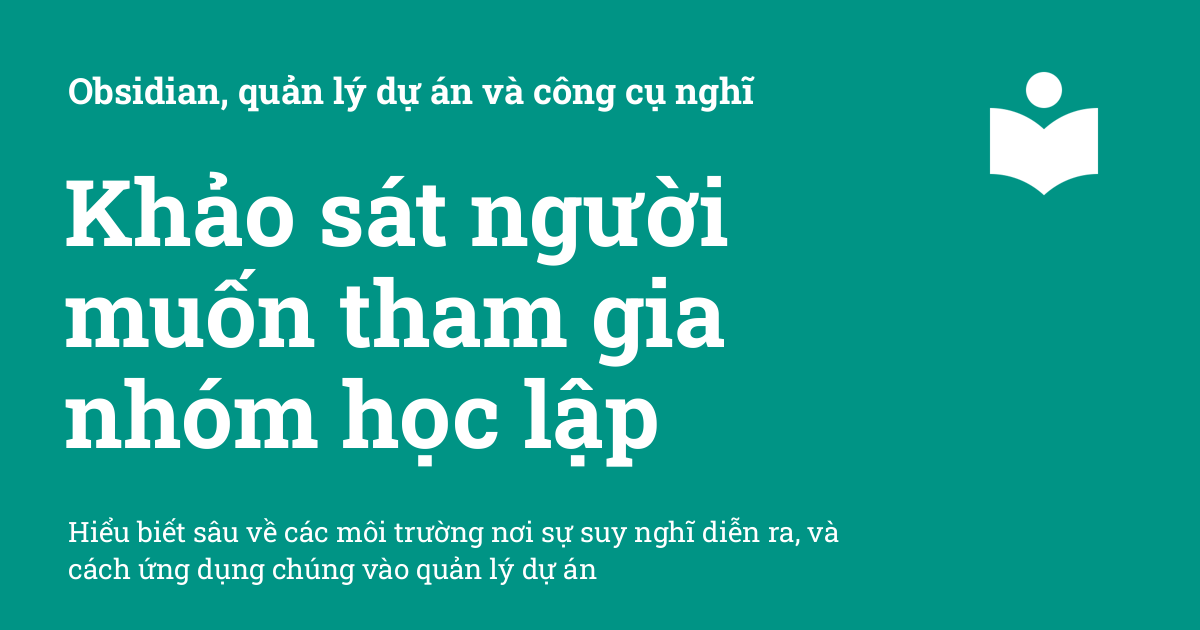 Obsidian, quản lý dự án và công cụ nghĩ
Khảo sát người
muốn tham gia
nhóm học lập
Hiểu biết sâu về các môi trường nơi sự suy nghĩ diễn ra, và
cách ứng dụng chúng vào quản lý dự án